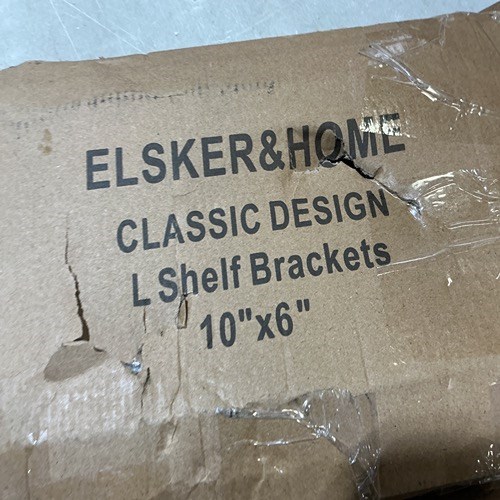 ELSKER&HOME
CLASSIC DESIGN
L Shelf Brackets
10"x6"